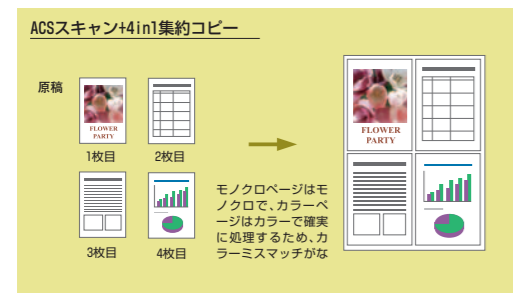 ACSスキャン+4in1集約コピー
原稿
FLOWER
PARTY
1枚目
2枚目
3枚目
4枚目
モノクロページはモ
ノクロで、カラーペ
ージはカラーで確実
に処理するため、カ
ラーミスマッチがな
FLOWER
PARTY